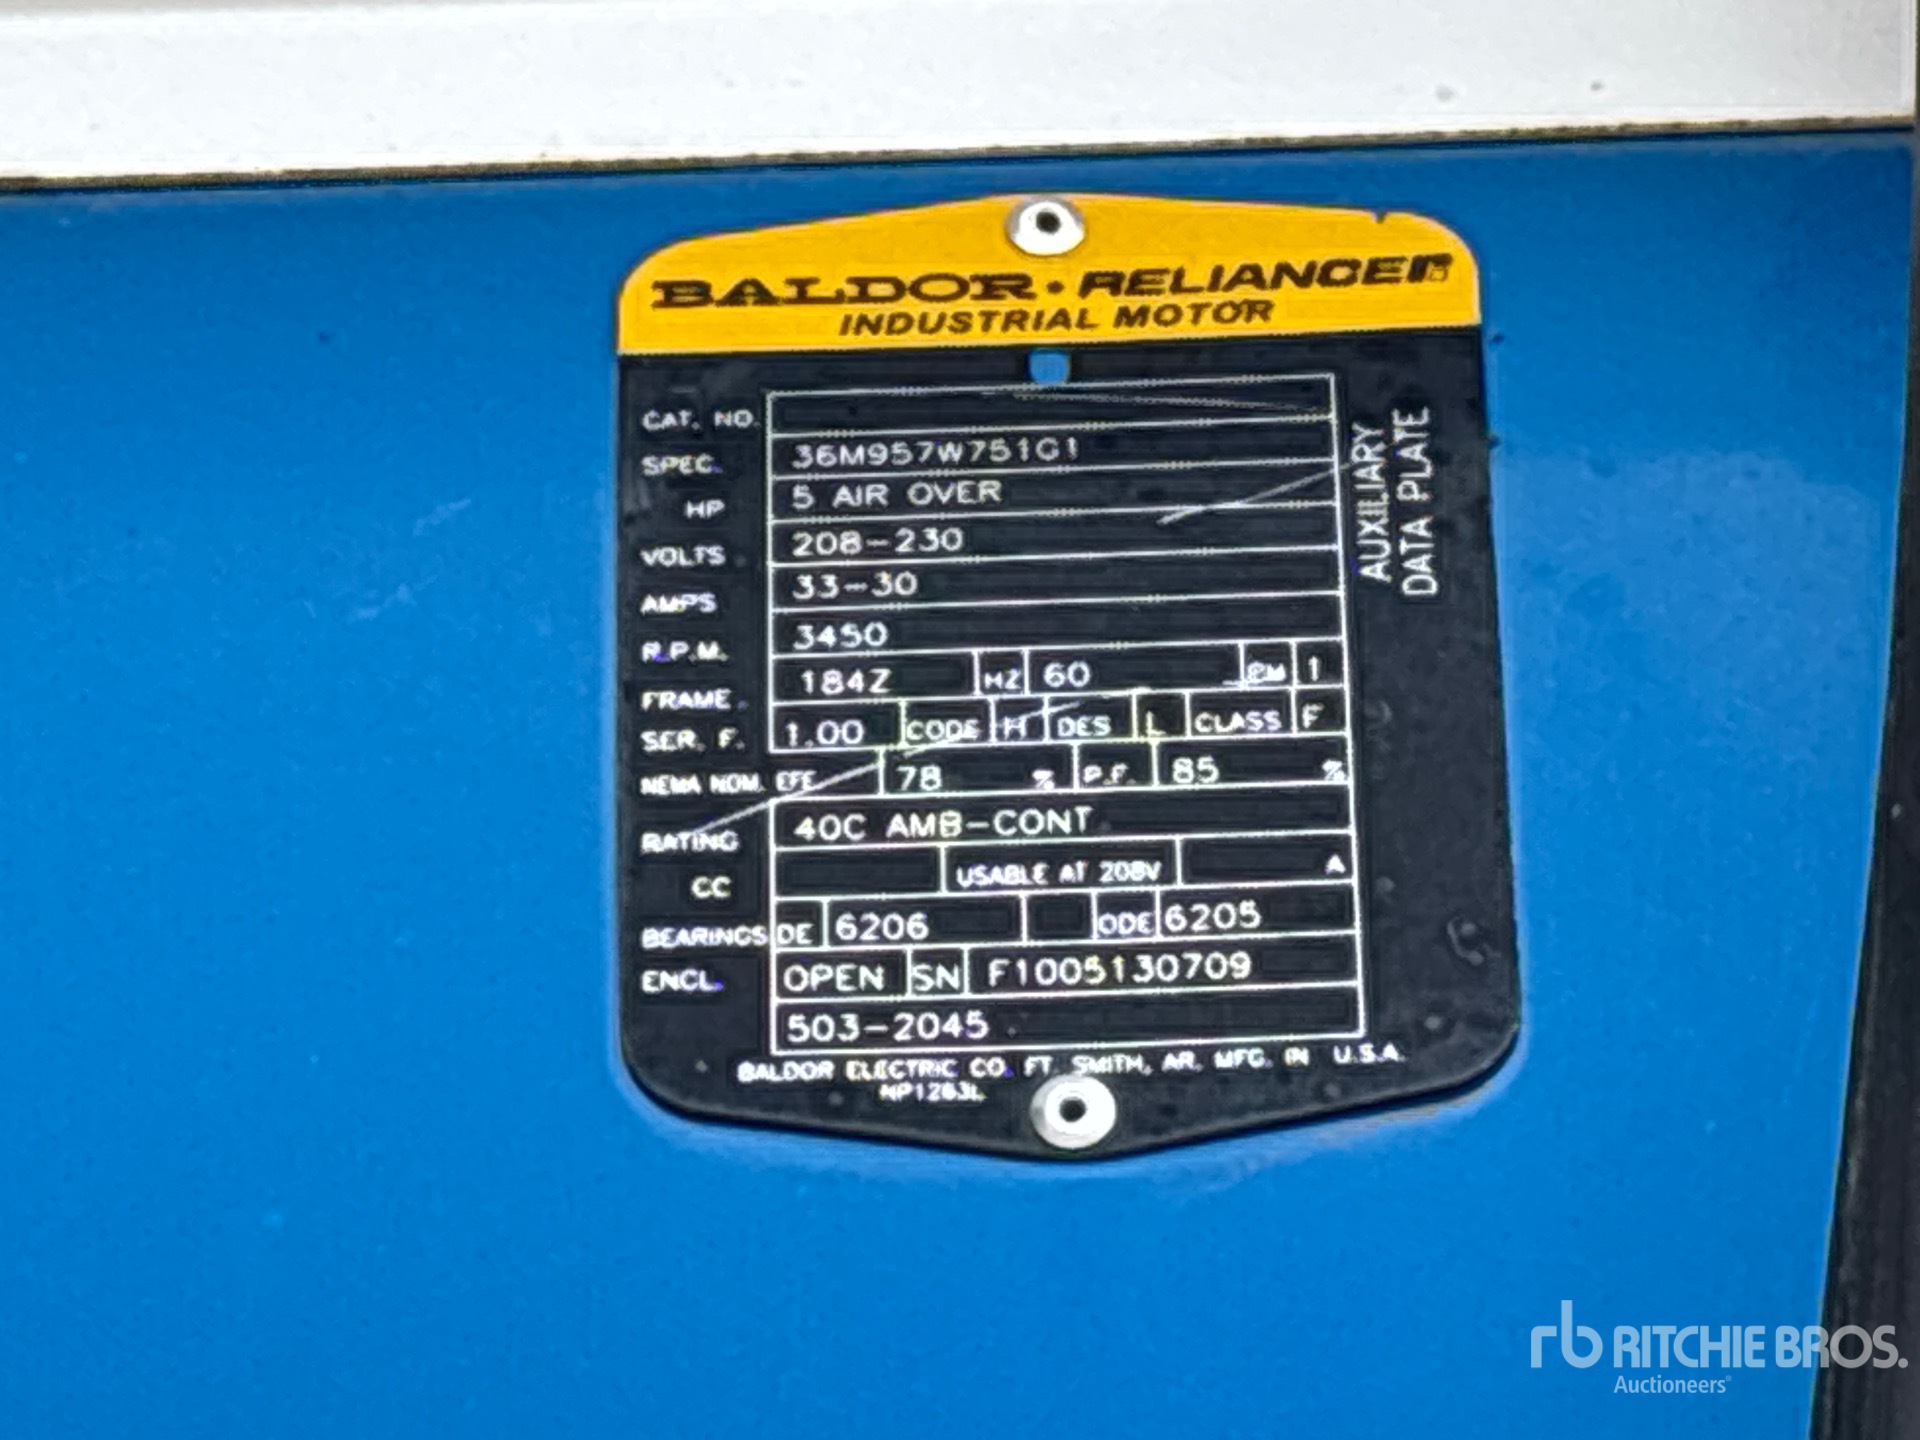 BALDOR • RELIANCER
INDUSTRIAL MOTOR
CAT. NO.
SPEC. 36M957W751G1
HP 5 AIR OVER
VOLTS 208-230
AMPS 33-30
R.P.M. 3450
FRAME 184Z HZ 60 PH 1
SER. F. 1.00 CODE H DES L CLASS F
NEMA NOM. EFF. 78 % P.F. 85 %
RATING 40C AMB-CONT
CC USABLE AT 208V A
BEARINGS DE 6206 ODE 6205
ENCL. OPEN SN F1005130709
503-2045
BALDOR ELECTRIC CO. FT. SMITH, AR. MFG. IN U.S.A.
NP1263L
AUXILIARY
DATA PLATE
rb RITCHIE BROS.
Auctioneers